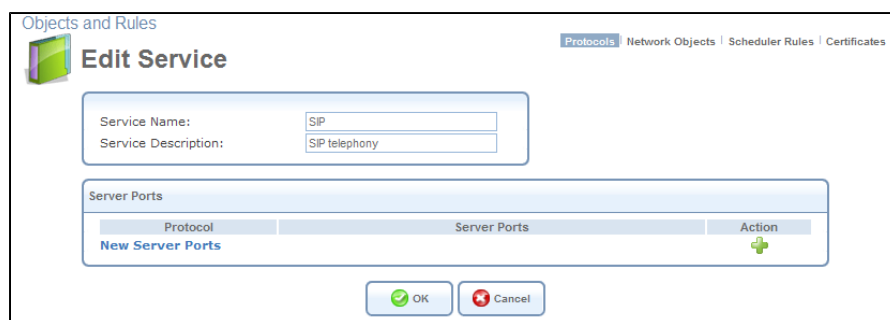 Objects and Rules
Protocols | Network Objects | Scheduler Rules | Certificates
Edit Service
Service Name: SIP
Service Description: SIP telephony
Server Ports
Protocol Server Ports Action
New Server Ports
OK Cancel